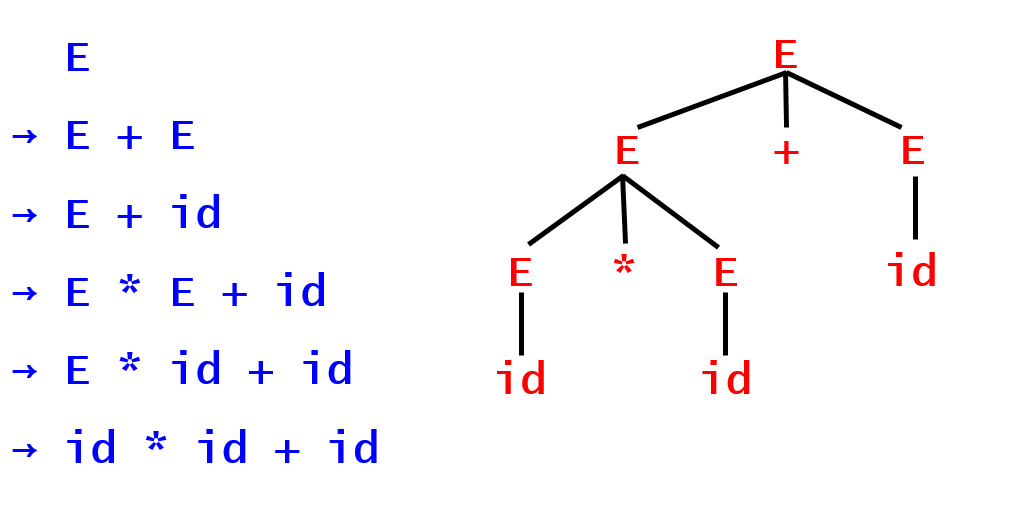 E
→ E + E
→ E + id
→ E * E + id
→ E * id + id
→ id * id + id
E
E + E
E * E id
id id